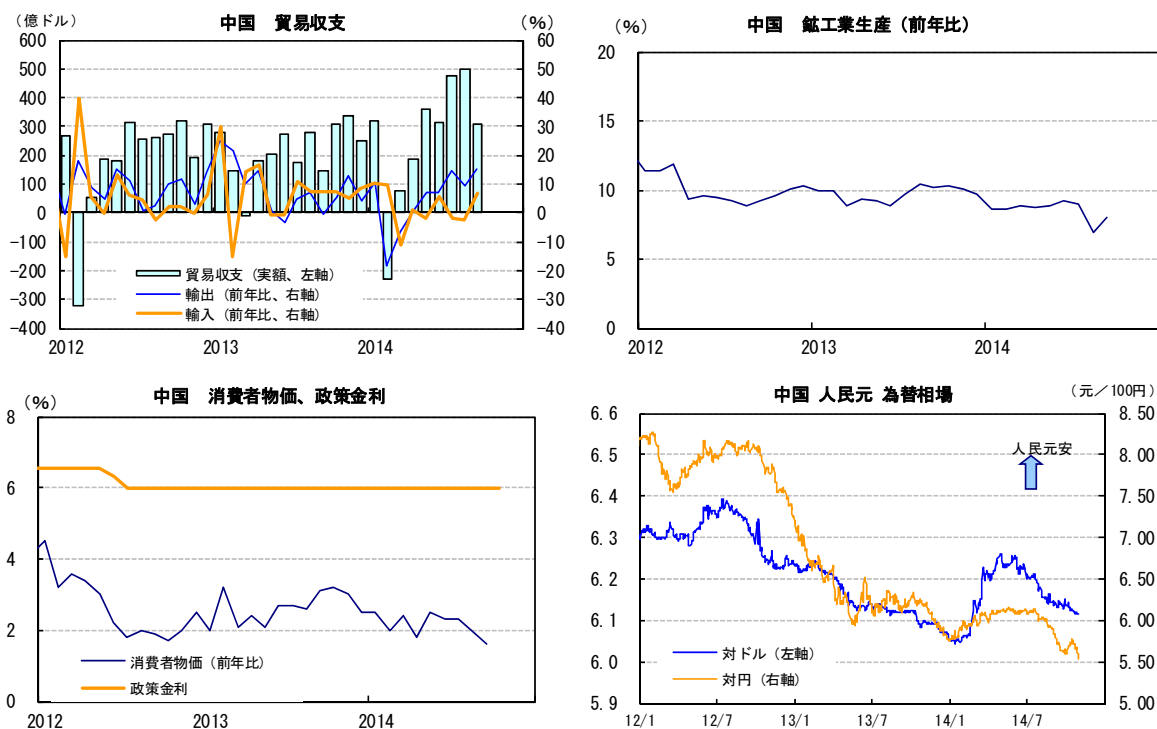 中国　貿易収支
（億ドル）
（%）
600
500
400
300
200
100
0
-100
-200
-300
-400
60
50
40
30
20
10
0
-10
-20
-30
-40
貿易収支（実額、左軸）
輸出（前年比、右軸）
輸入（前年比、右軸）
2012 2013 2014
中国　鉱工業生産（前年比）
（%）
20
15
10
5
0
2012 2013 2014
中国　消費者物価、政策金利
（%）
8
6
4
2
0
消費者物価（前年比）
政策金利
2012 2013 2014
中国 人民元 為替相場
（元／100円）
6.6
6.5
6.4
6.3
6.2
6.1
6.0
5.9
8.50
8.00
7.50
7.00
6.50
6.00
5.50
5.00
人民元安
対ドル（左軸）
対円（右軸）
12/1 12/7 13/1 13/7 14/1 14/7